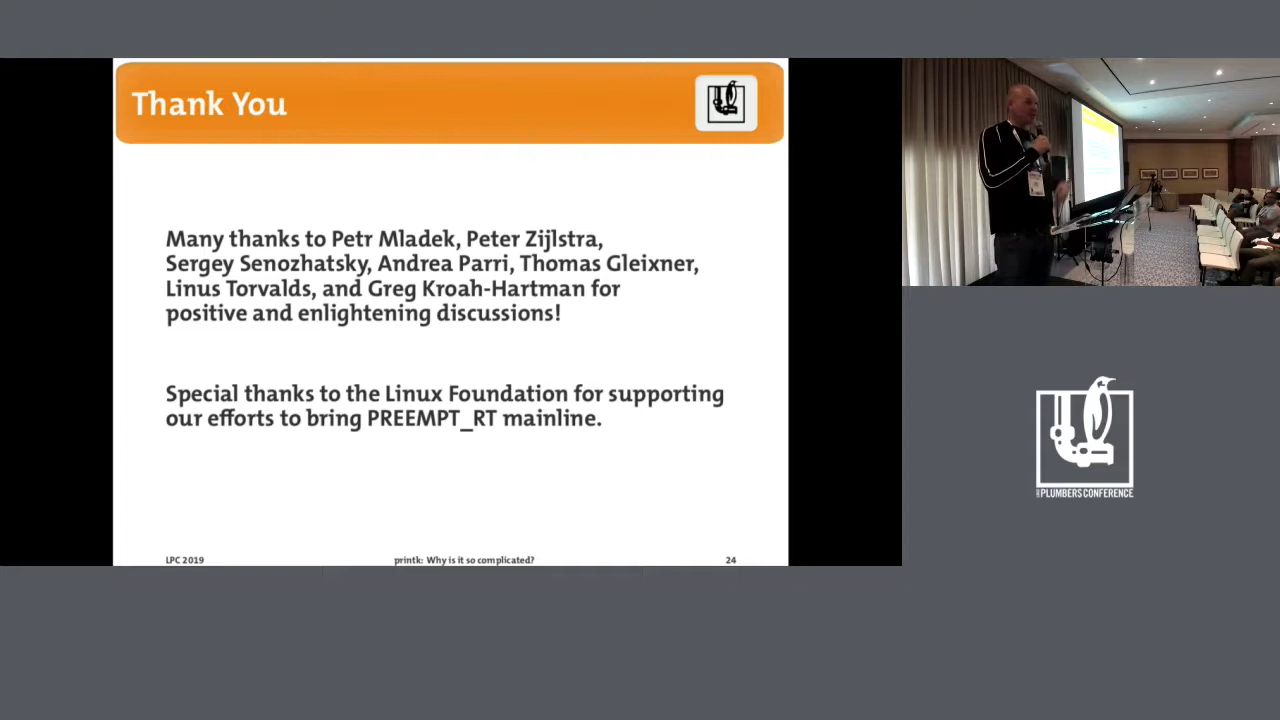 Thank You
Many thanks to Petr Mladek, Peter Zijlstra,
Sergey Senozhatsky, Andrea Parri, Thomas Gleixner,
Linus Torvalds, and Greg Kroah-Hartman for
positive and enlightening discussions!
Special thanks to the Linux Foundation for supporting
our efforts to bring PREEMPT_RT mainline.
LPC 2019
printk: Why is it so complicated?
24
PLUMBERS CONFERENCE